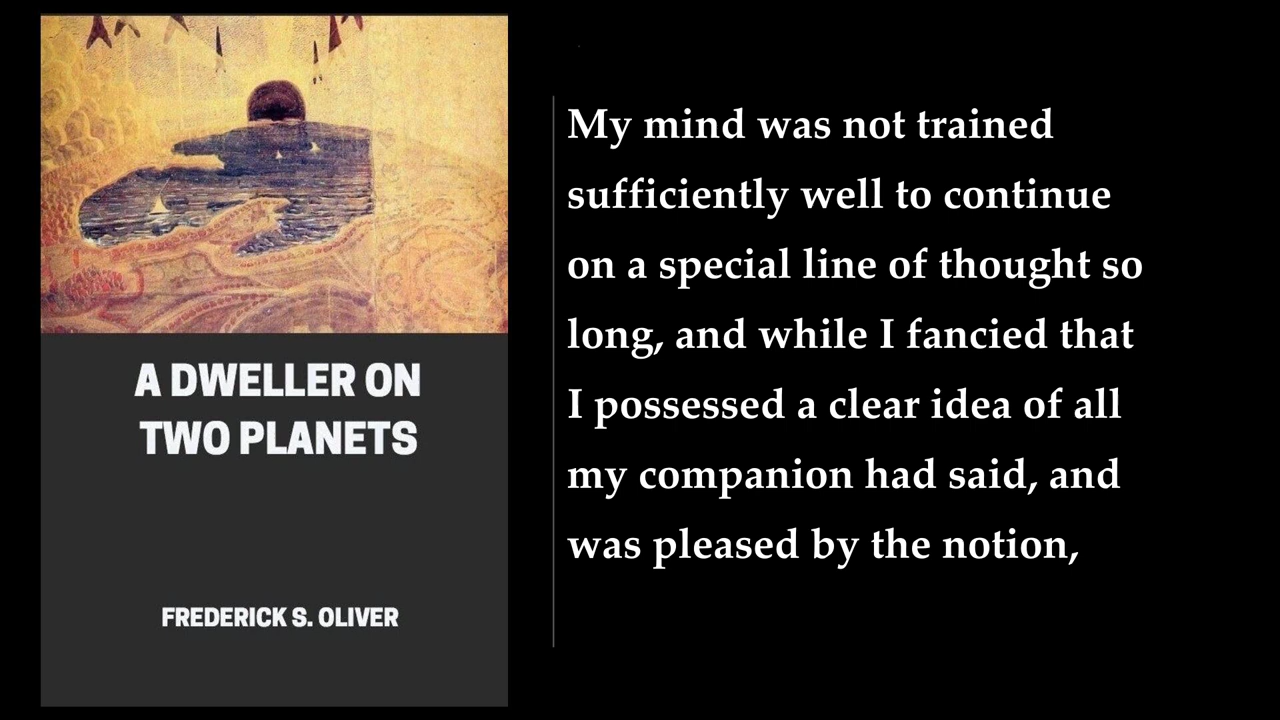 A DWELLER ON
TWO PLANETS
FREDERICK S. OLIVER
My mind was not trained
sufficiently well to continue
on a special line of thought so
long, and while I fancied that
I possessed a clear idea of all
my companion had said, and
was pleased by the notion,